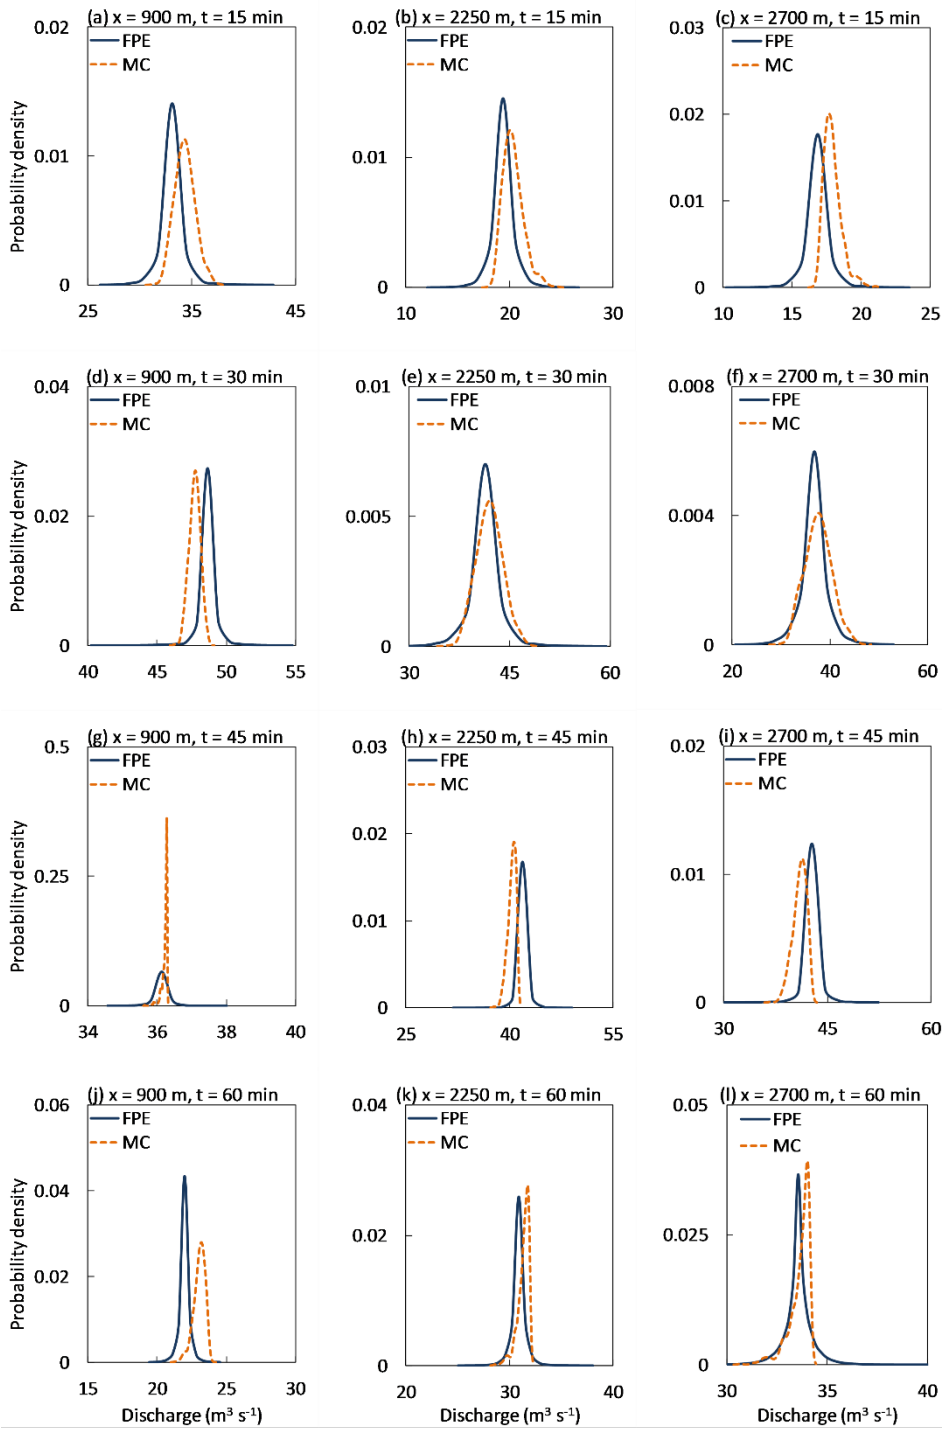 (a) x = 900 m, t = 15 min
0.02
FPE
MC
0.01
0
25 35 45
Probability density
(b) x = 2250 m, t = 15 min
0.02
FPE
MC
0.01
0
10 20 30
(c) x = 2700 m, t = 15 min
0.03
FPE
MC
0.02
0.01
0
10 15 20 25
(d) x = 900 m, t = 30 min
0.04
FPE
MC
0.02
0
40 45 50 55
Probability density
(e) x = 2250 m, t = 30 min
0.01
FPE
MC
0.005
0
30 45 60
(f) x = 2700 m, t = 30 min
0.008
FPE
MC
0.004
0
20 40 60
(g) x = 900 m, t = 45 min
0.5
FPE
MC
0.25
0
34 36 38 40
Probability density
(h) x = 2250 m, t = 45 min
0.03
FPE
MC
0.02
0.01
0
25 40 55
(i) x = 2700 m, t = 45 min
0.02
FPE
MC
0.01
0
30 45 60
(j) x = 900 m, t = 60 min
0.06
FPE
MC
0.04
0.02
0
15 20 25 30
Probability density
Discharge (m³ s⁻¹)
(k) x = 2250 m, t = 60 min
0.04
FPE
MC
0.02
0
20 30 40
Discharge (m³ s⁻¹)
(l) x = 2700 m, t = 60 min
0.05
FPE
MC
0.025
0
30 35 40
Discharge (m³ s⁻¹)